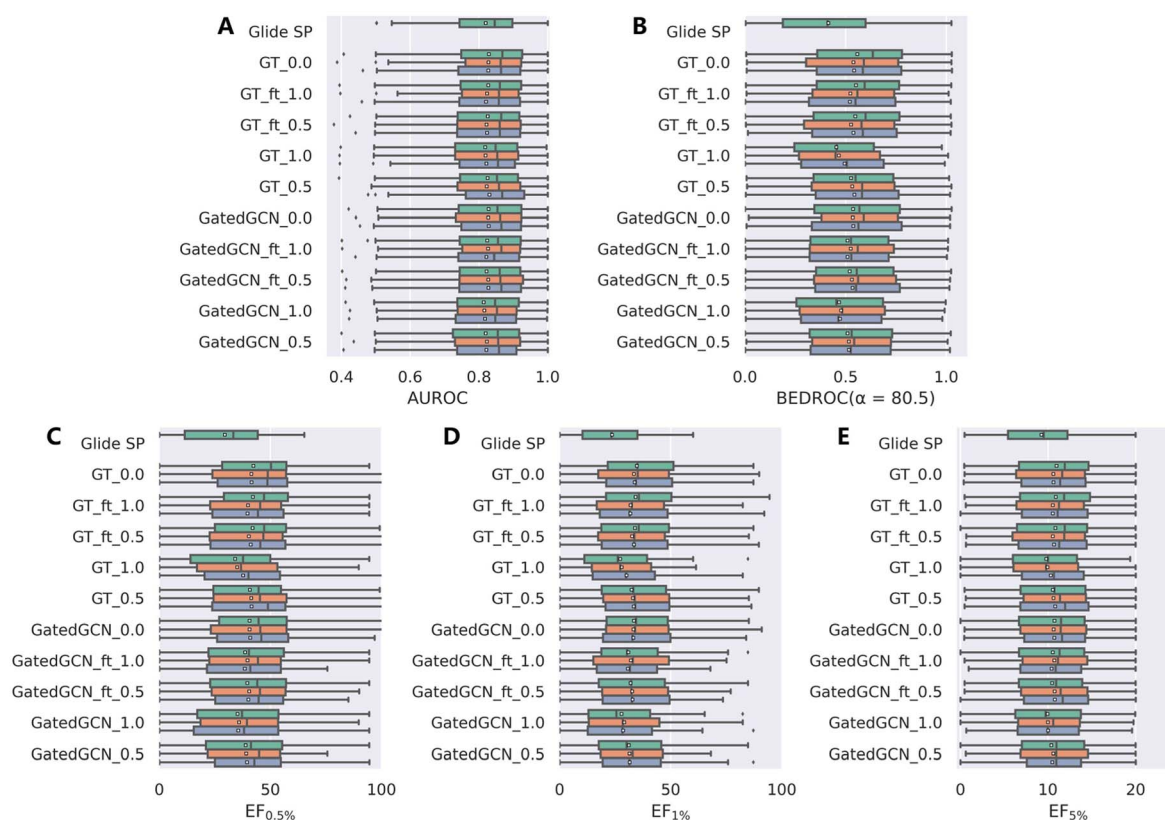 A
Glide SP
GT_0.0
GT_ft_1.0
GT_ft_0.5
GT_1.0
GT_0.5
GatedGCN_0.0
GatedGCN_ft_1.0
GatedGCN_ft_0.5
GatedGCN_1.0
GatedGCN_0.5
0.4 0.6 0.8 1.0
AUROC
B
Glide SP
GT_0.0
GT_ft_1.0
GT_ft_0.5
GT_1.0
GT_0.5
GatedGCN_0.0
GatedGCN_ft_1.0
GatedGCN_ft_0.5
GatedGCN_1.0
GatedGCN_0.5
0.0 0.5 1.0
BEDROC(α = 80.5)
C
Glide SP
GT_0.0
GT_ft_1.0
GT_ft_0.5
GT_1.0
GT_0.5
GatedGCN_0.0
GatedGCN_ft_1.0
GatedGCN_ft_0.5
GatedGCN_1.0
GatedGCN_0.5
0 50 100
EF0.5%
D
Glide SP
GT_0.0
GT_ft_1.0
GT_ft_0.5
GT_1.0
GT_0.5
GatedGCN_0.0
GatedGCN_ft_1.0
GatedGCN_ft_0.5
GatedGCN_1.0
GatedGCN_0.5
0 50 100
EF1%
E
Glide SP
GT_0.0
GT_ft_1.0
GT_ft_0.5
GT_1.0
GT_0.5
GatedGCN_0.0
GatedGCN_ft_1.0
GatedGCN_ft_0.5
GatedGCN_1.0
GatedGCN_0.5
0 10 20
EF5%